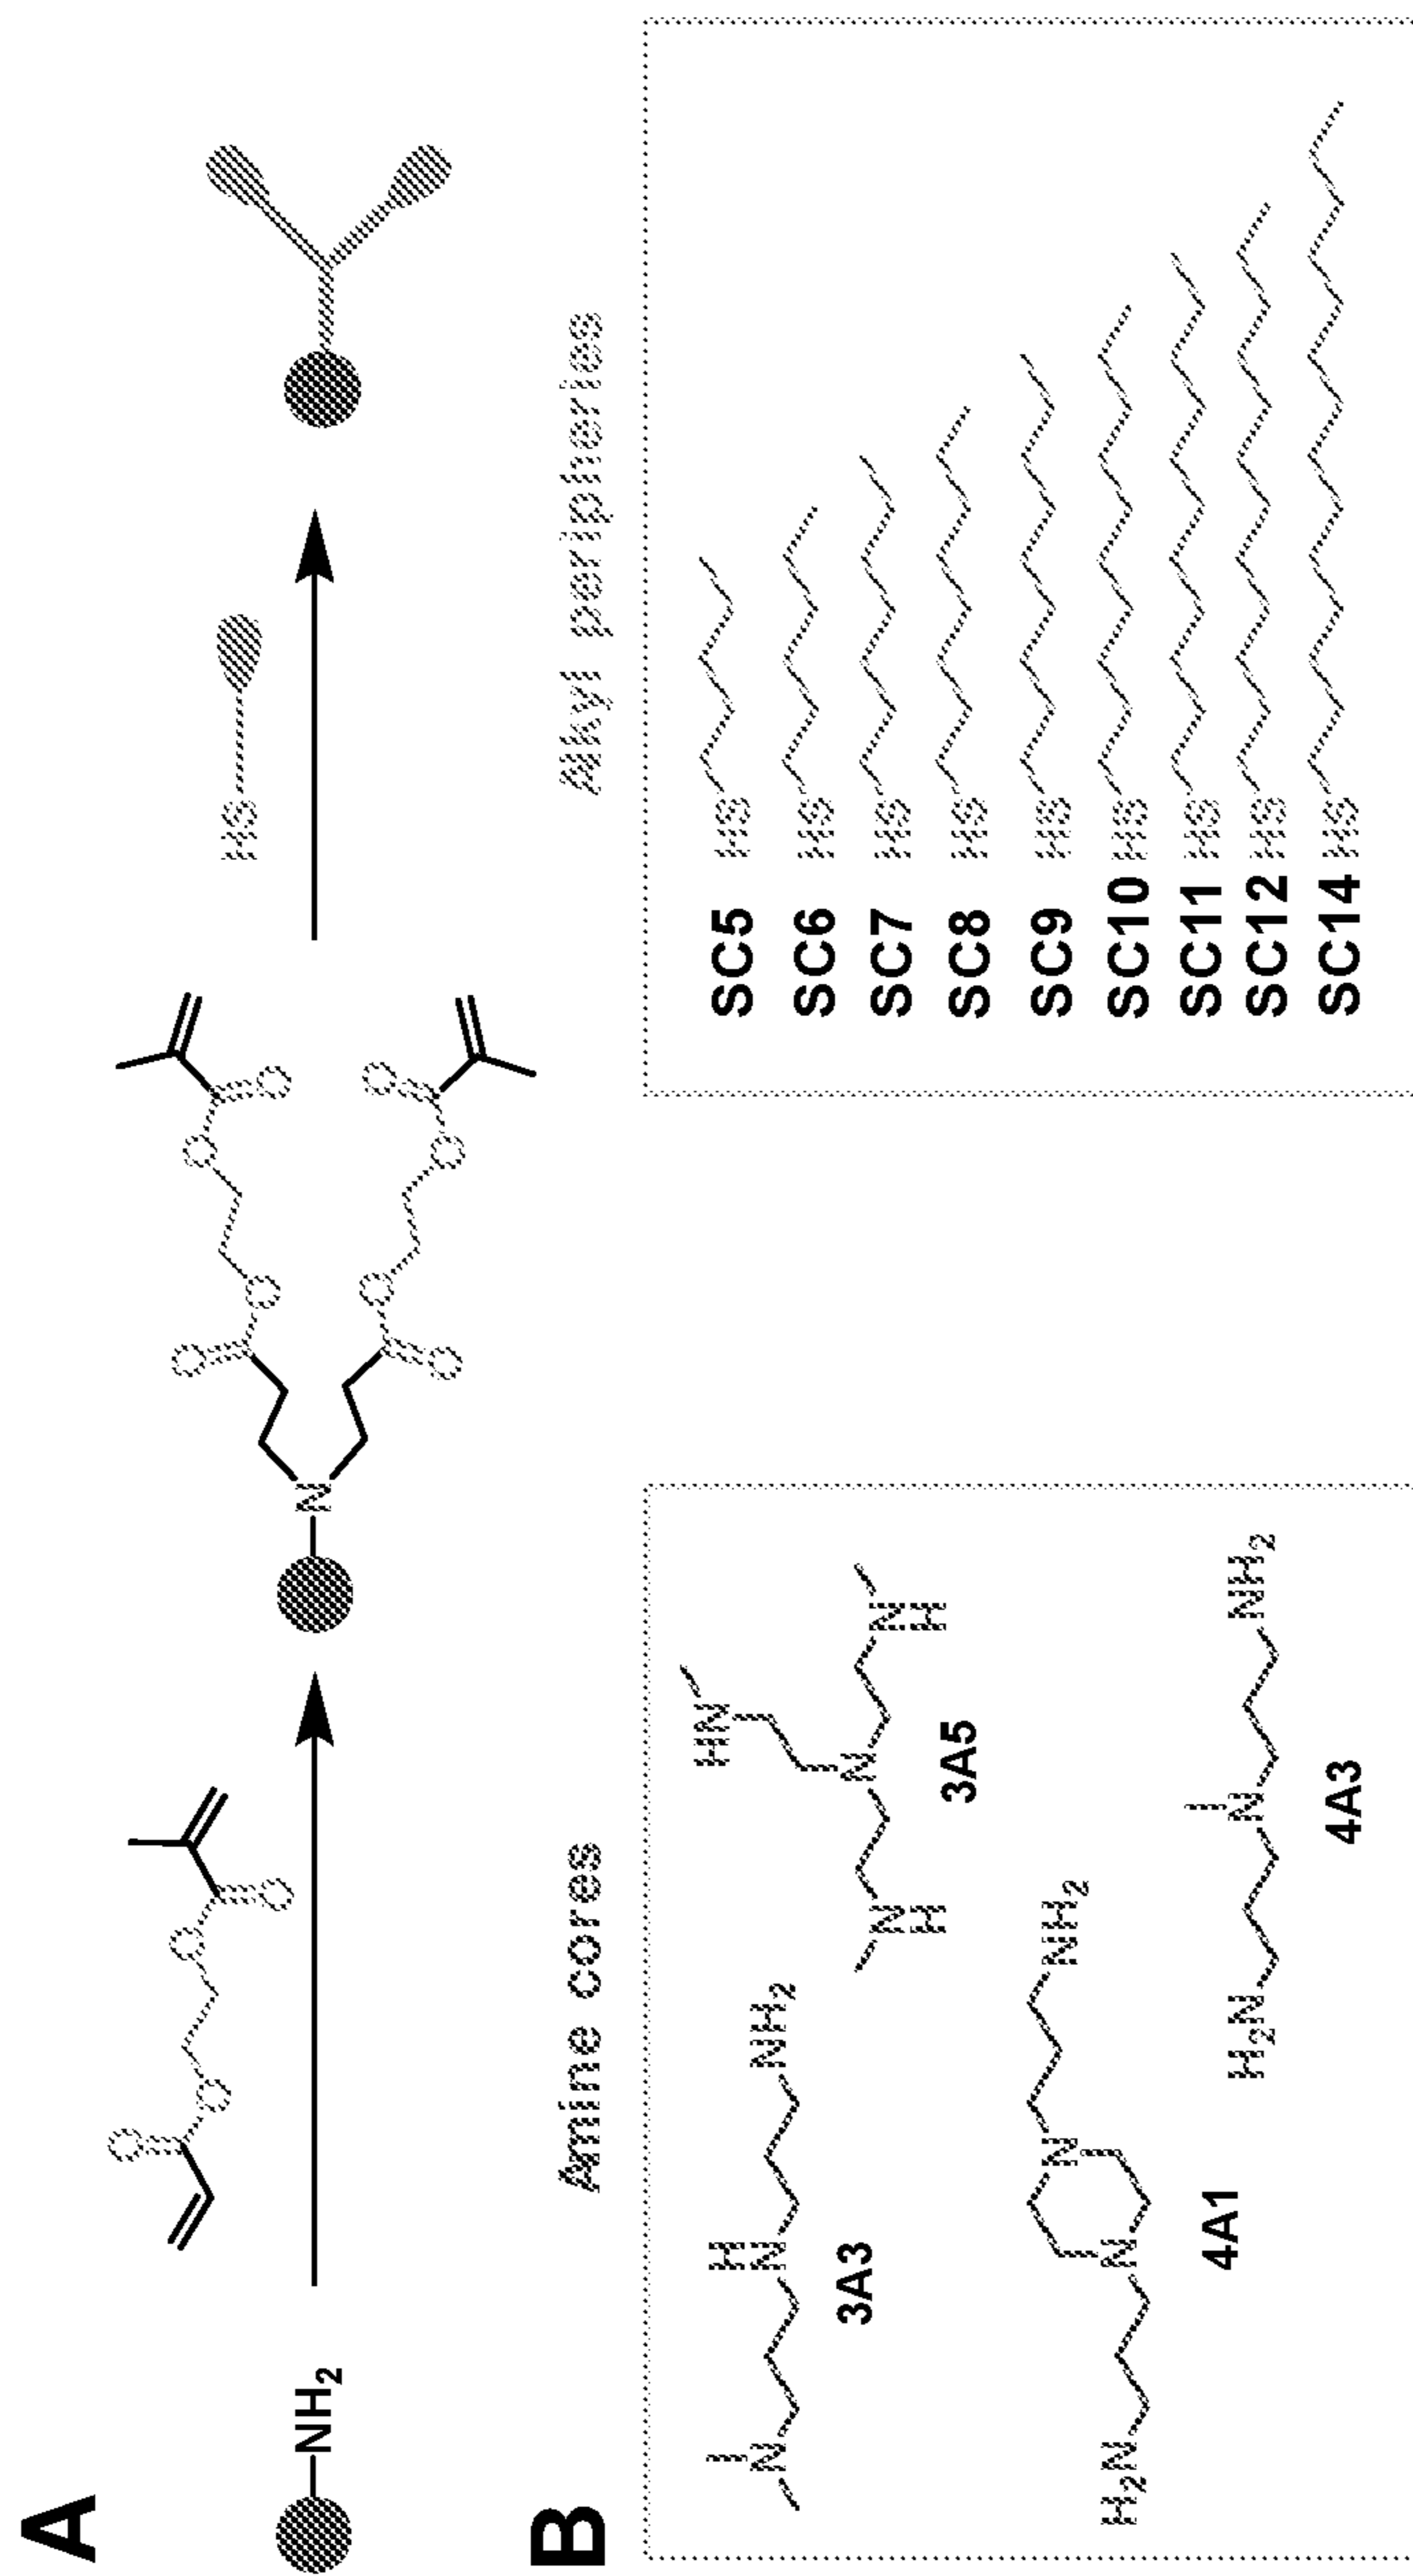 A
NH2
O
O
O
O
N
O
O
O
O
O
O
O
O
HS
B
Amine cores
Alkyl peripheries
N
H
N
NH2
3A3
HN
N
H
N
N
H
3A5
H2N
N
N
NH2
4A1
H2N
N
NH2
4A3
SC5 HS
SC6 HS
SC7 HS
SC8 HS
SC9 HS
SC10 HS
SC11 HS
SC12 HS
SC14 HS